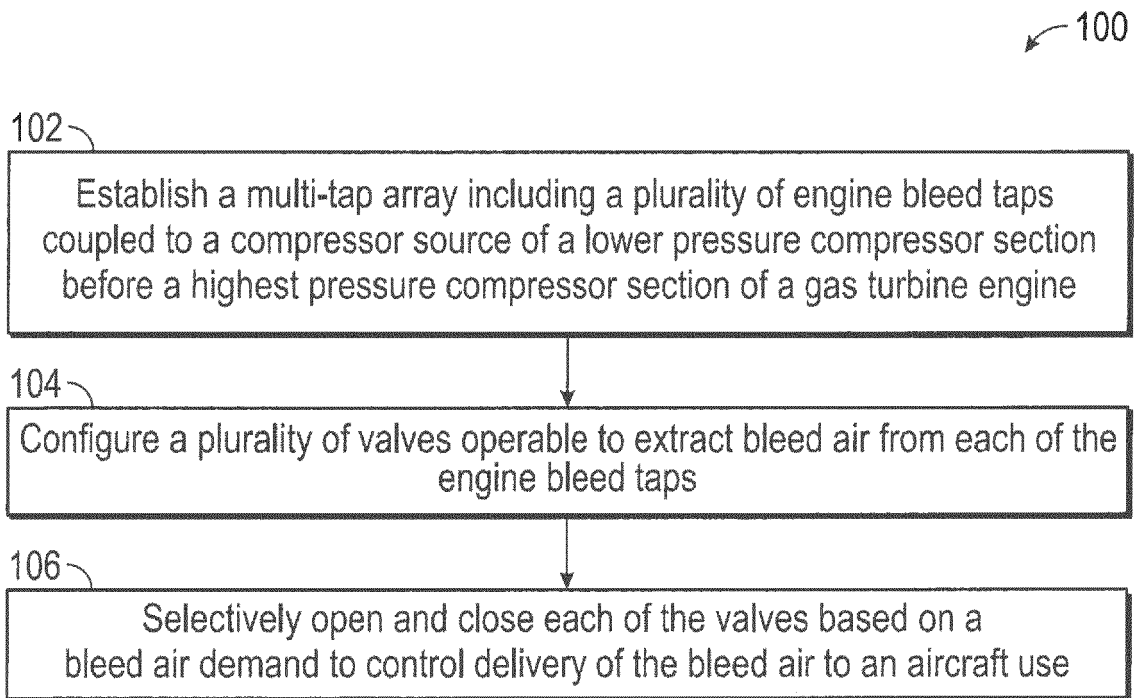 100
102
Establish a multi-tap array including a plurality of engine bleed taps
coupled to a compressor source of a lower pressure compressor section
before a highest pressure compressor section of a gas turbine engine
104
Configure a plurality of valves operable to extract bleed air from each of the
engine bleed taps
106
Selectively open and close each of the valves based on a
bleed air demand to control delivery of the bleed air to an aircraft use